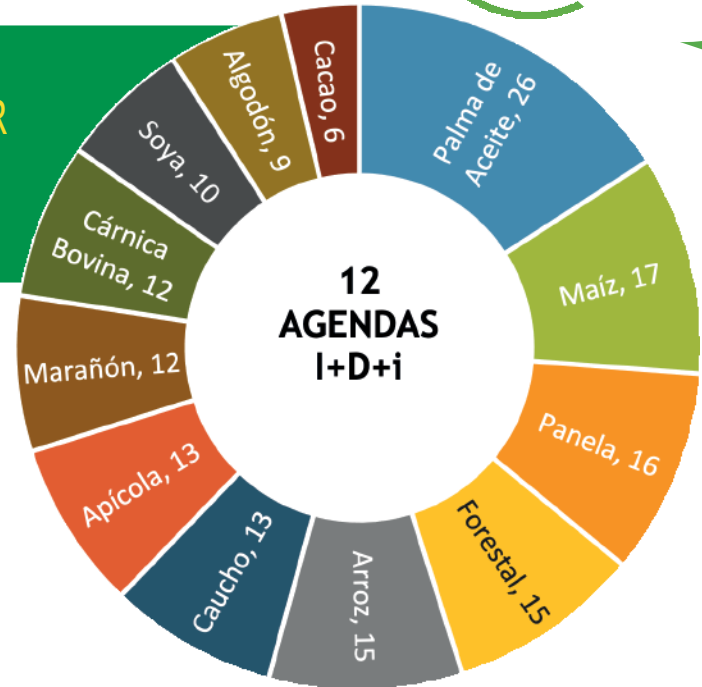 R
Palma de
Aceite, 26
Maíz, 17
Panela, 16
Forestal, 15
Arroz, 15
Caucho, 13
Apícola, 13
Marañón, 12
Cárnica
Bovina, 12
Soya, 10
Algodón, 9
Cacao, 6
12
AGENDAS
I+D+i